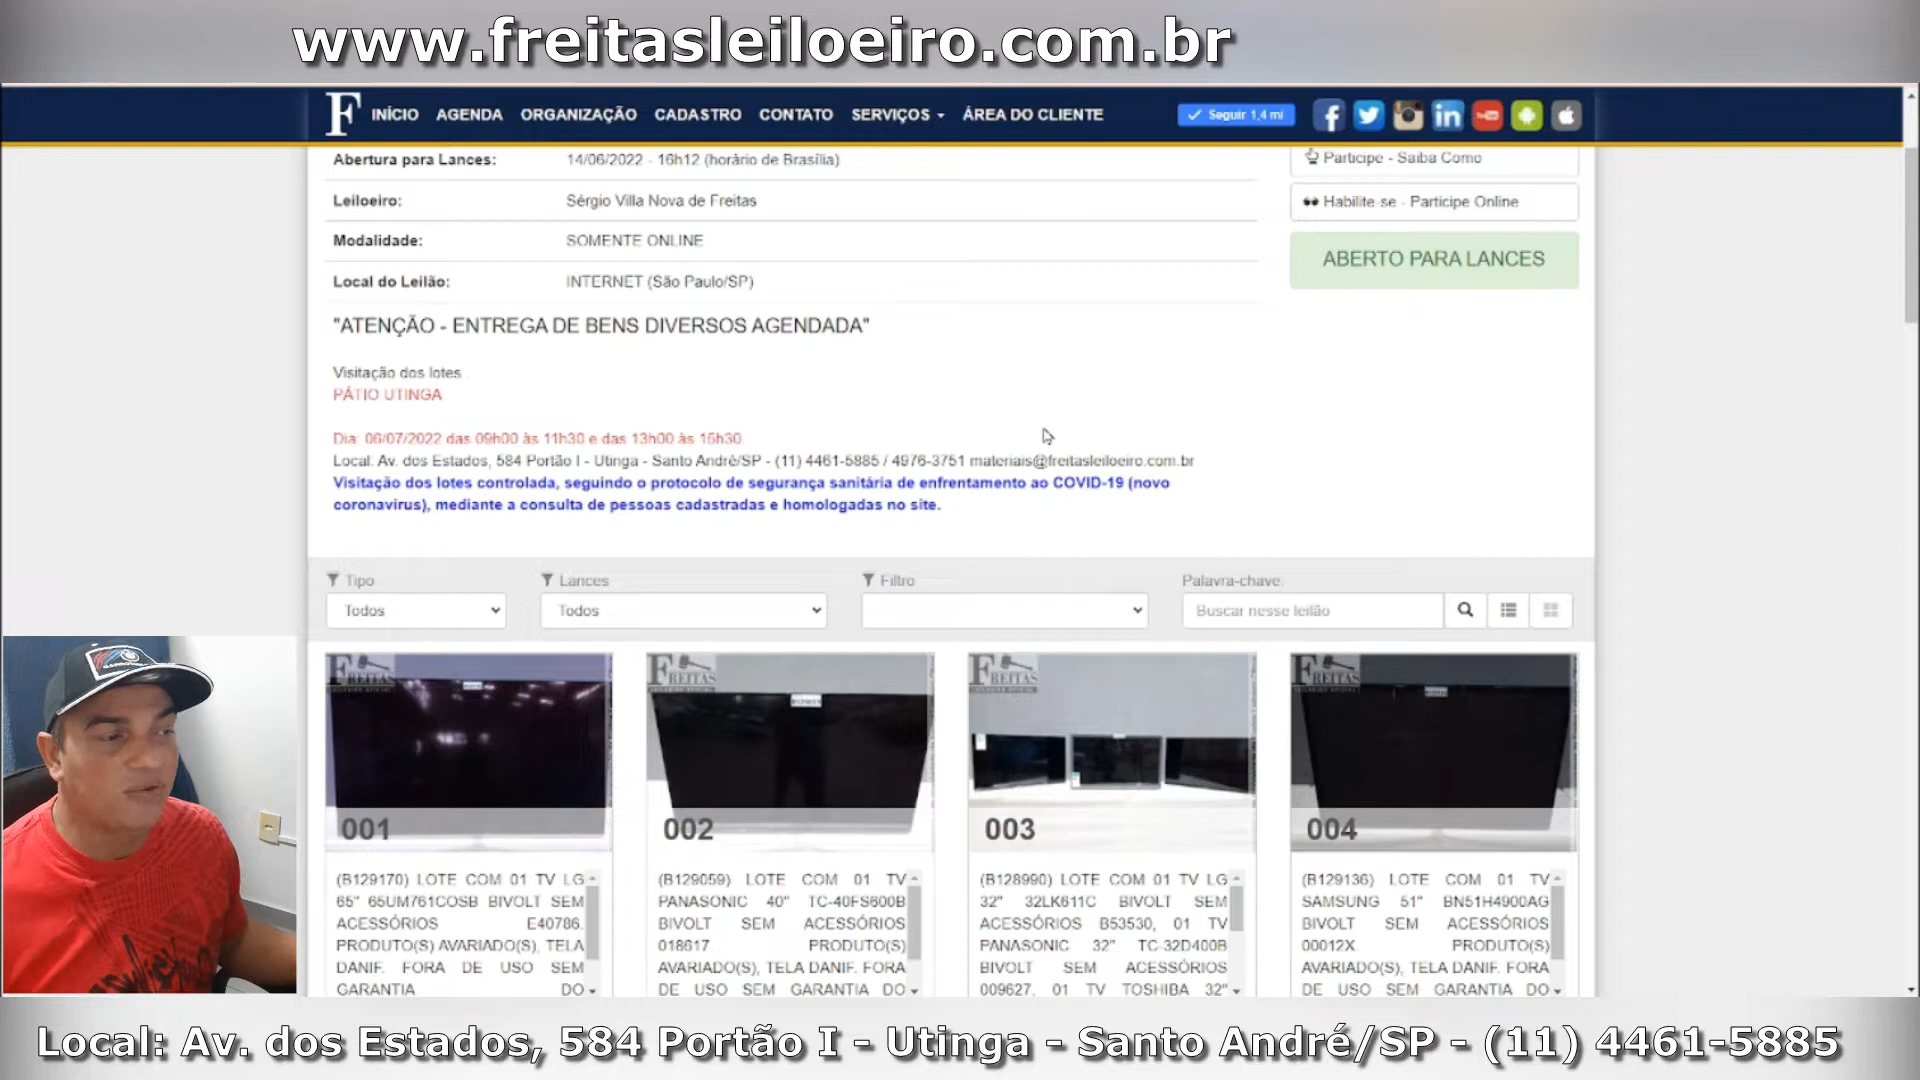 www.freitasleiloeiro.com.br
F INÍCIO AGENDA ORGANIZAÇÃO CADASTRO CONTATO SERVIÇOS ÁREA DO CLIENTE Seguir 1,4 mi
Abertura para Lances: 14/06/2022 - 16h12 (horário de Brasília)
Participe - Saiba Como
Leiloeiro: Sérgio Villa Nova de Freitas
Habilite-se - Participe Online
Modalidade: SOMENTE ONLINE
ABERTO PARA LANCES
Local do Leilão: INTERNET (São Paulo/SP)
"ATENÇÃO - ENTREGA DE BENS DIVERSOS AGENDADA"
Visitação dos lotes
PÁTIO UTINGA
Dia: 06/07/2022 das 09h00 às 11h30 e das 13h00 às 15h30
Local: Av. dos Estados, 584 Portão I - Utinga - Santo André/SP - (11) 4461-5885 / 4976-3751 materiais@freitasleiloeiro.com.br
Visitação dos lotes controlada, seguindo o protocolo de segurança sanitária de enfrentamento ao COVID-19 (novo
coronavírus), mediante a consulta de pessoas cadastradas e homologadas no site.
Tipo Lances Filtro Palavra-chave:
Todos Todos Buscar nesse leilão
FREITAS FREITAS FREITAS FREITAS
001 002 003 004
(B129170) LOTE COM 01 TV LG
65" 65UM761COSB BIVOLT SEM
ACESSÓRIOS E40786.
PRODUTO(S) AVARIADO(S), TELA
DANIF. FORA DE USO SEM
GARANTIA DO
(B129059) LOTE COM 01 TV
PANASONIC 40" TC-40FS600B
BIVOLT SEM ACESSÓRIOS
018617. PRODUTO(S)
AVARIADO(S), TELA DANIF. FORA
DE USO SEM GARANTIA DO
(B128990) LOTE COM 01 TV LG
32" 32LK611C BIVOLT SEM
ACESSÓRIOS B53530, 01 TV
PANASONIC 32" TC-32D400B
BIVOLT SEM ACESSÓRIOS
009627, 01 TV TOSHIBA 32"
(B129136) LOTE COM 01 TV
SAMSUNG 51" BN51H4900AG
BIVOLT SEM ACESSÓRIOS
00012X PRODUTO(S)
AVARIADO(S), TELA DANIF. FORA
DE USO SEM GARANTIA DO
Local: Av. dos Estados, 584 Portão I - Utinga - Santo André/SP - (11) 4461-5885